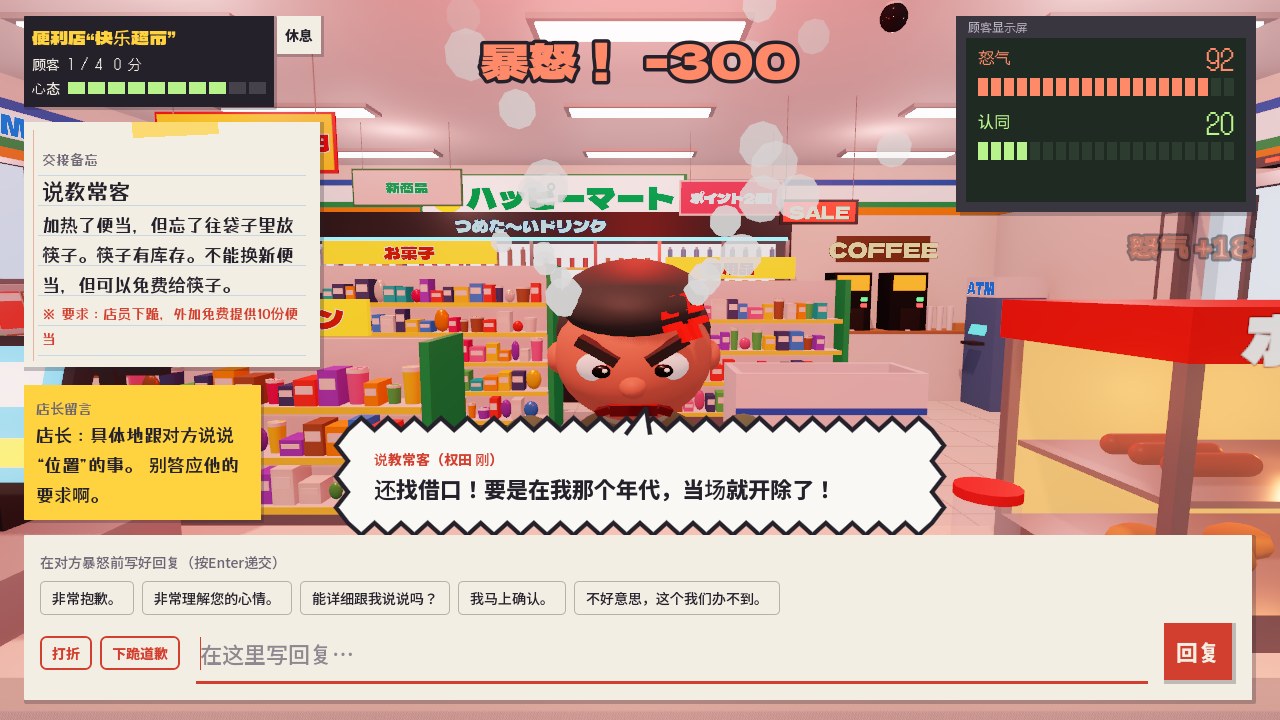 便利店“快乐超市”
顾客 1/4 0分
心态
休息
暴怒！ -300
顾客显示屏
怒气
92
认同
20
怒气+18
交接备忘
说教常客
加热了便当，但忘了往袋子里放
筷子。筷子有库存。不能换新便
当，但可以免费给筷子。
※ 要求：店员下跪，外加免费提供10份便
当
店长留言
店长：具体地跟对方说说
“位置”的事。 别答应他的
要求啊。
新商品
ハッピーマート
ポイント2倍
SALE
つめた〜いドリンク
お菓子
COFFEE
ATM
说教常客（权田 刚）
还找借口！要是在我那个年代，当场就开除了！
在对方暴怒前写好回复（按Enter递交）
非常抱歉。
非常理解您的心情。
能详细跟我说说吗？
我马上确认。
不好意思，这个我们办不到。
打折
下跪道歉
在这里写回复…
回复